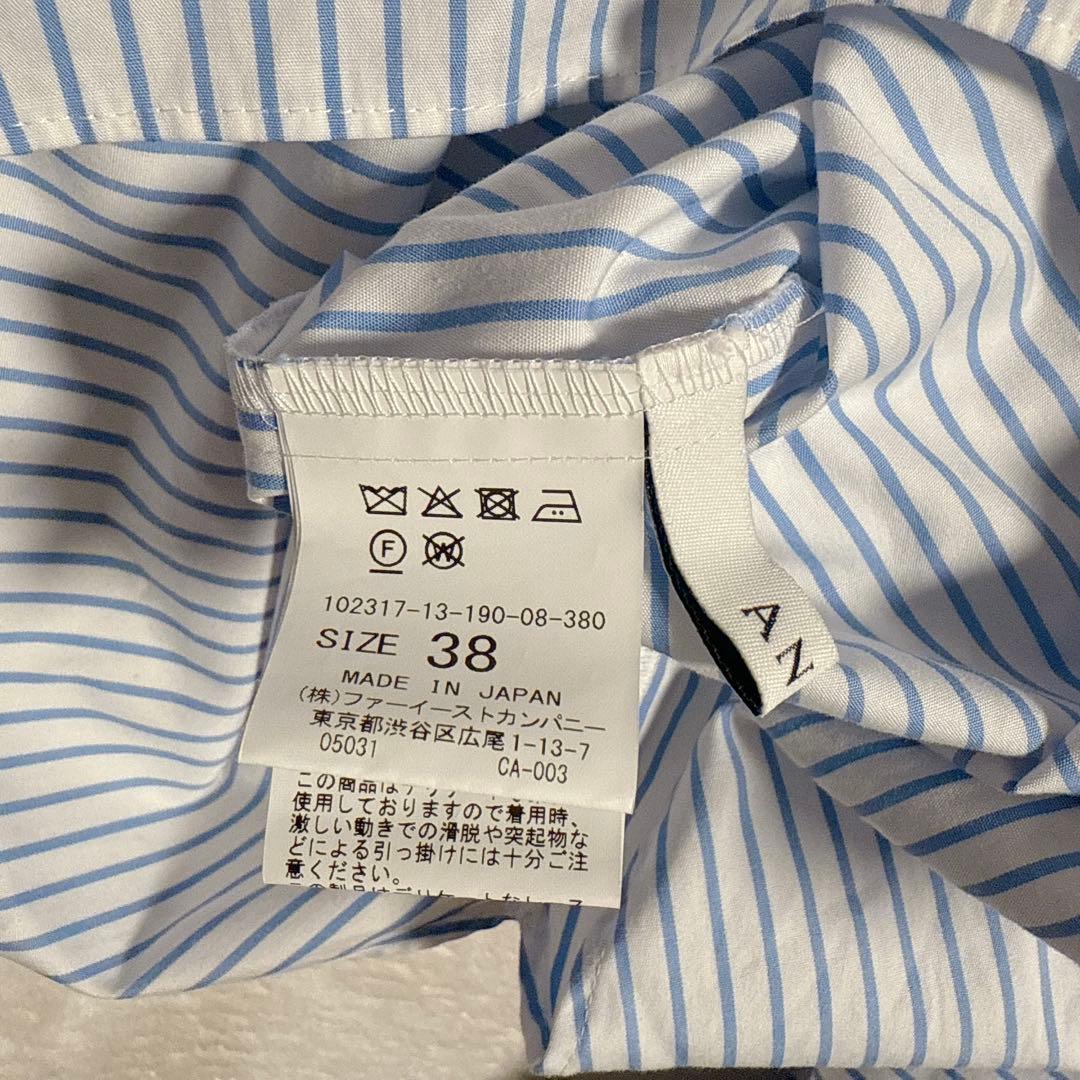 F W
102317-13-190-08-380
SIZE 38
MADE IN JAPAN
(株)ファーイーストカンパニー
東京都渋谷区広尾1-13-7
05031 CA-003
この商品は
使用しておりますので着用時、
激しい動きでの滑脱や突起物な
どによる引っ掛けには十分ご注
意ください。
AN